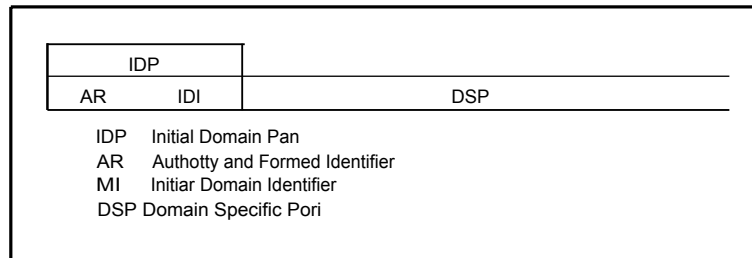 IDP
AR IDI DSP
IDP Initial Domain Pan
AR Authotty and Formed Identifier
MI Initiar Domain Identifier
DSP Domain Specific Pori